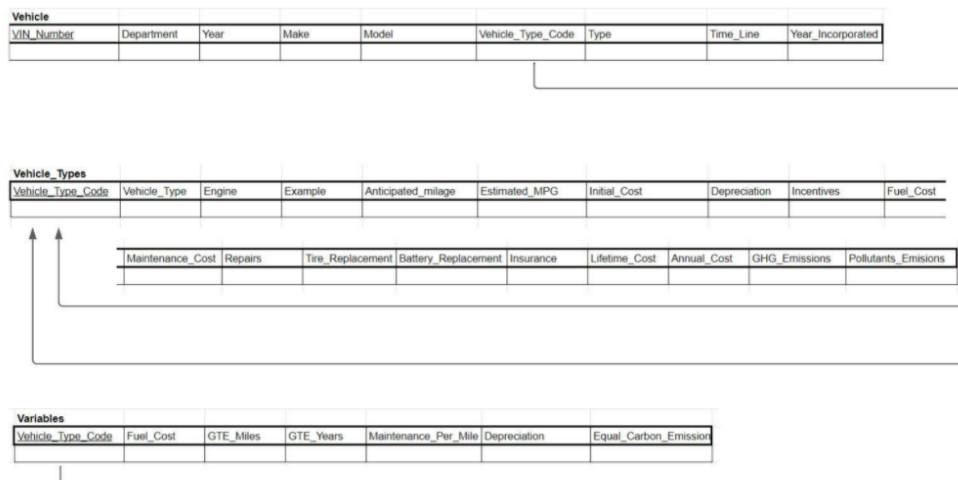 Vehicle
VIN_Number Department Year Make Model Vehicle_Type_Code Type Time_Line Year_Incorporated
Vehicle_Types
Vehicle_Type_Code Vehicle_Type Engine Example Anticipated_milage Estimated_MPG Initial_Cost Depreciation Incentives Fuel_Cost
Maintenance_Cost Repairs Tire_Replacement Battery_Replacement Insurance Lifetime_Cost Annual_Cost GHG_Emissions Pollutants_Emisions
Variables
Vehicle_Type_Code Fuel_Cost GTE_Miles GTE_Years Maintenance_Per_Mile Depreciation Equal_Carbon_Emission